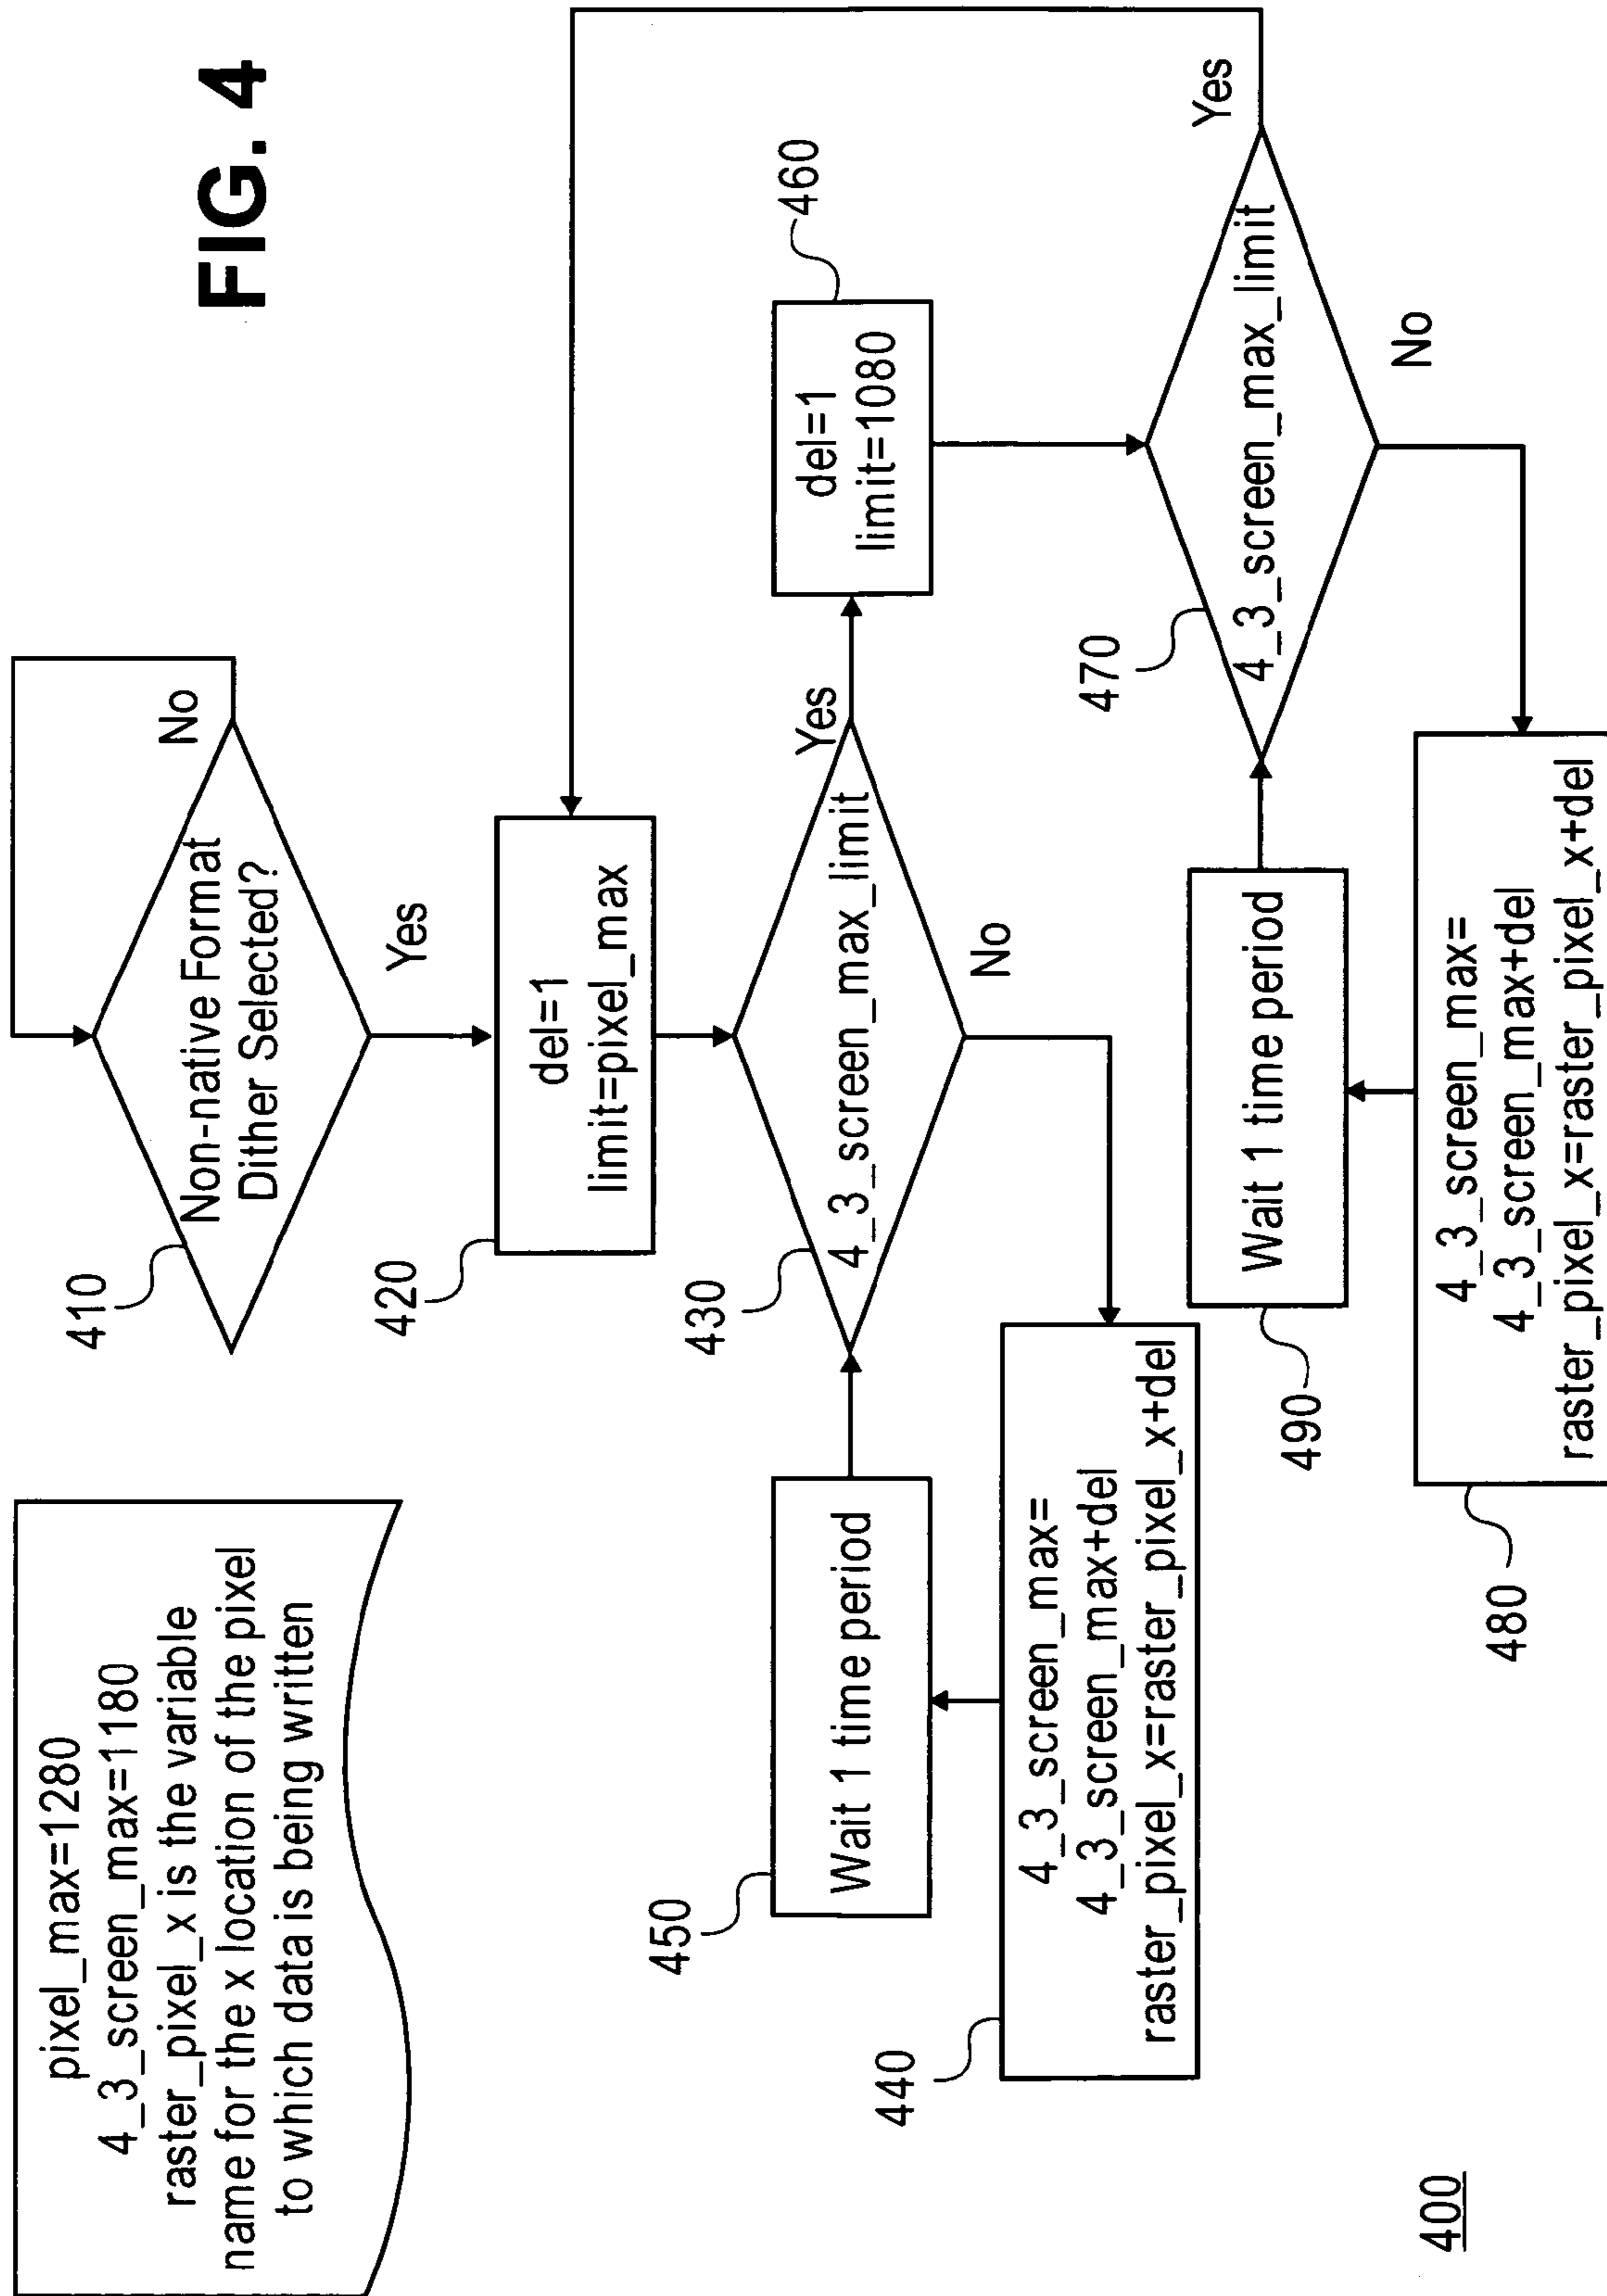 FIG. 4
pixel_max=1280
4_3_screen_max=1180
raster_pixel_x is the variable
name for the x location of the pixel
to which data is being written
410
Non-native Format
Dither Selected?
No
Yes
420
del=1
limit=pixel_max
430
4_3_screen_max_limit
Yes
No
450
Wait 1 time period
440
4_3_screen_max=
4_3_screen_max+del
raster_pixel_x=raster_pixel_x+del
460
del=1
limit=1080
470
4_3_screen_max_limit
Yes
No
490
Wait 1 time period
480
4_3_screen_max=
4_3_screen_max+del
raster_pixel_x=raster_pixel_x+del
400